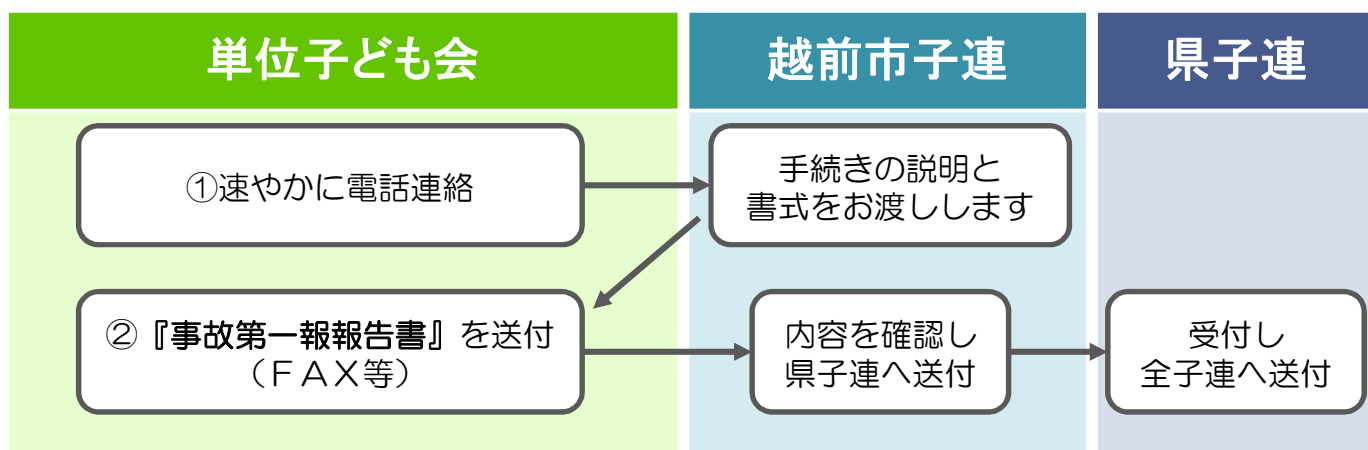 単位子ども会
越前市子連
県子連
①速やかに電話連絡
手続きの説明と
書式をお渡しします
②『事故第一報報告書』を送付
（ＦＡＸ等）
内容を確認し
県子連へ送付
受付し
全子連へ送付